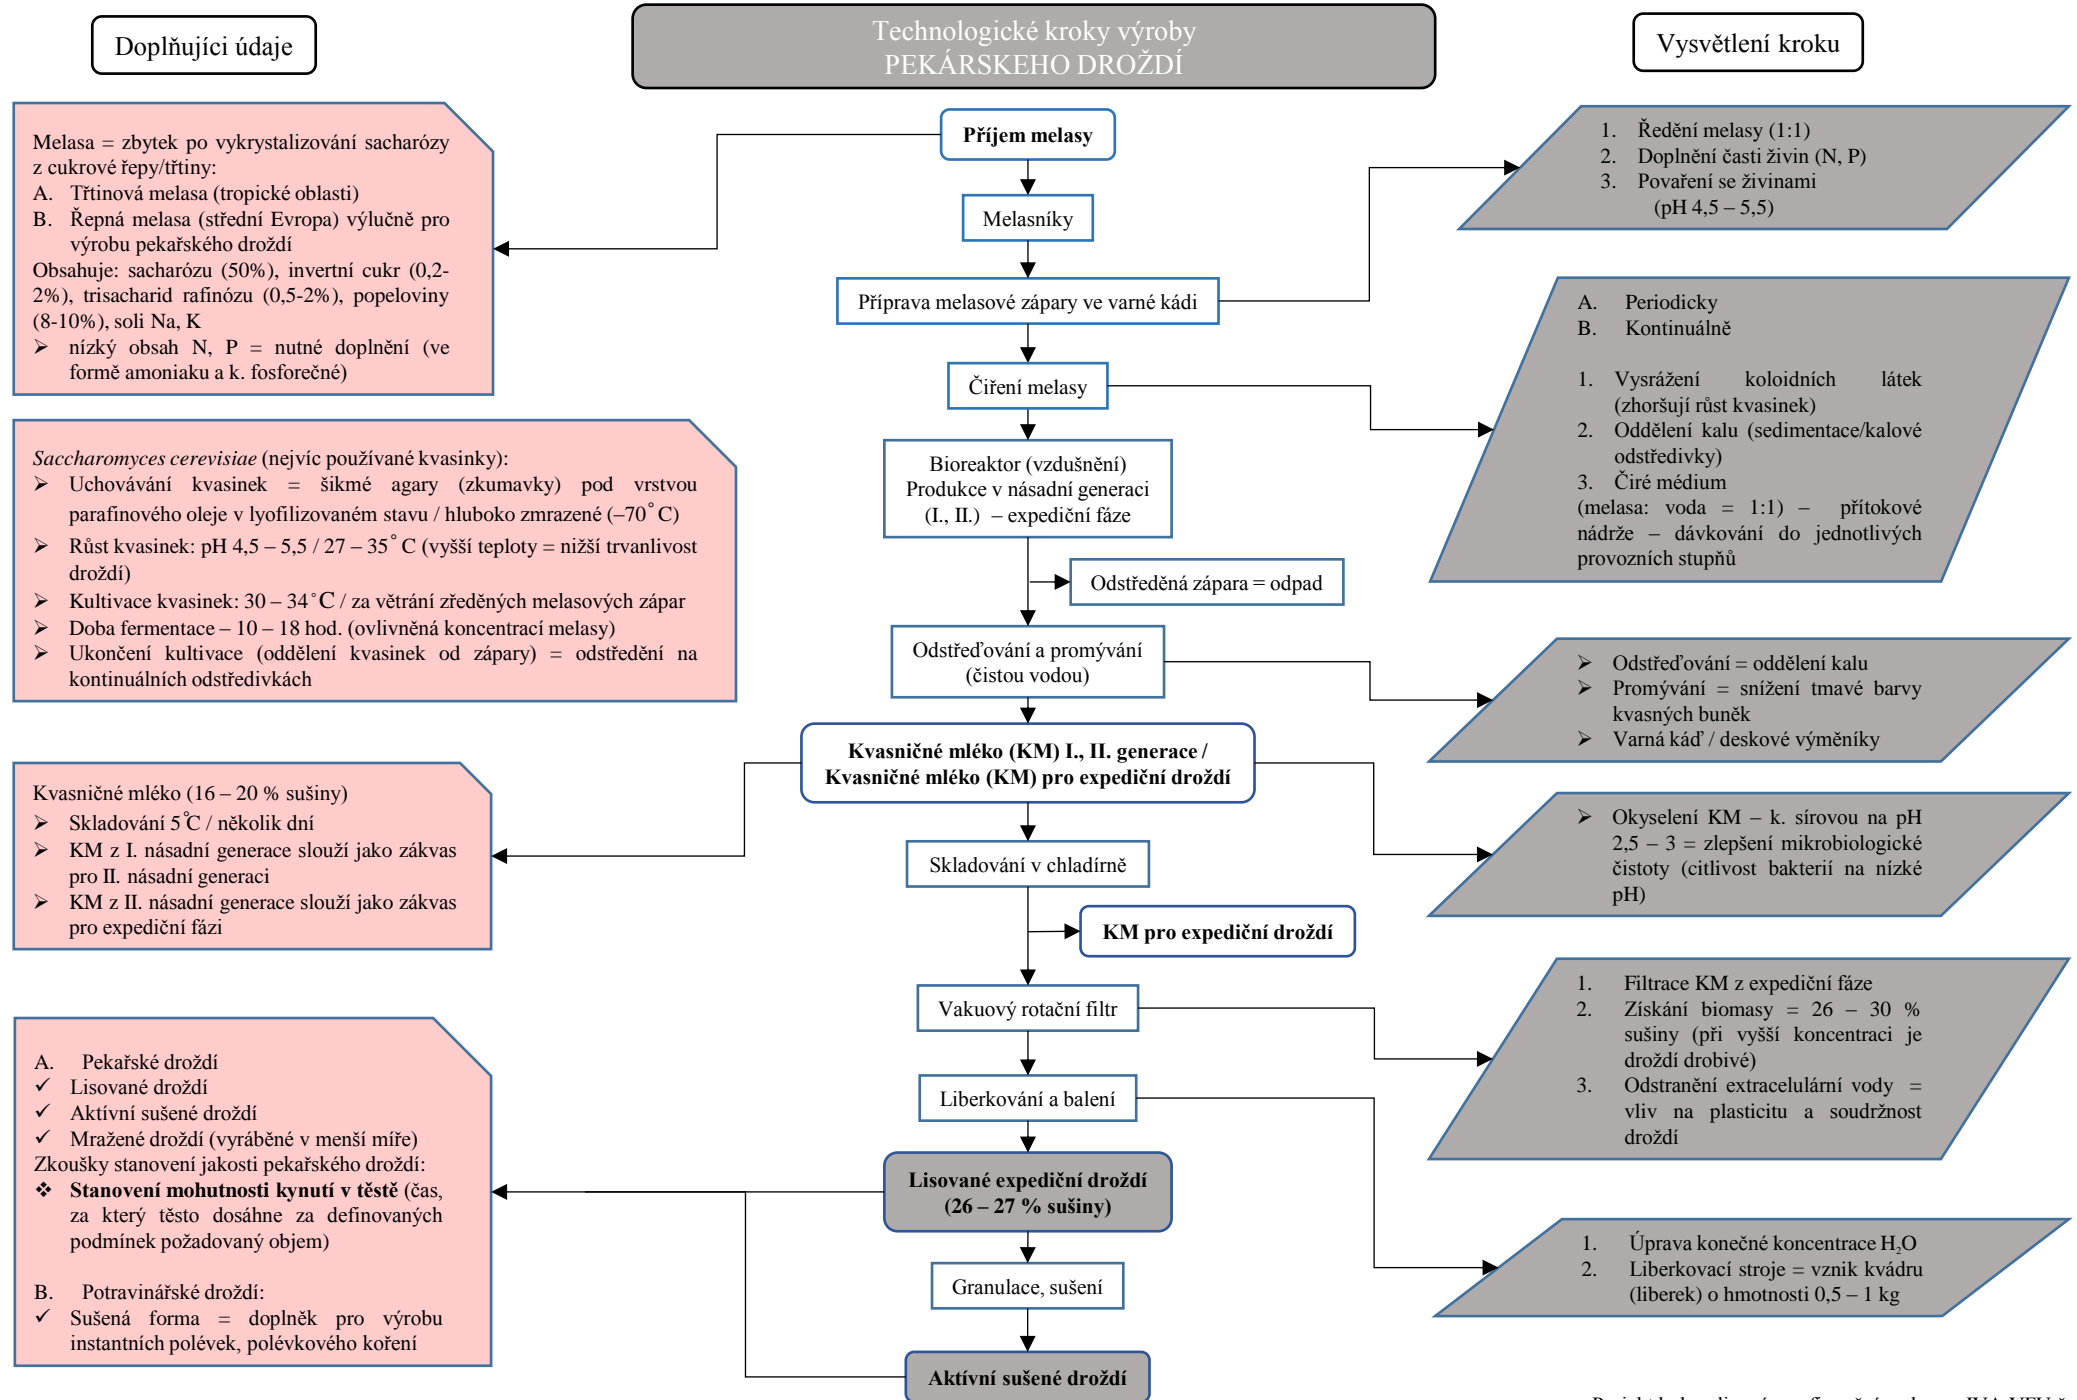 Doplňující údaje
Technologické kroky výroby
PEKÁRSKEHO DROŽDÍ
Vysvětlení kroku
Melasa = zbytek po vykrystalizování sacharózy
z cukrové řepy/třtiny:
A. Třtinová melasa (tropické oblasti)
B. Řepná melasa (střední Evropa) výlučně pro
výrobu pekařského droždí
Obsahuje: sacharózu (50%), invertní cukr (0,2-
2%), trisacharid rafinózu (0,5-2%), popeloviny
(8-10%), soli Na, K
➢ nízký obsah N, P = nutné doplnění (ve
formě amoniaku a k. fosforečné)
Saccharomyces cerevisiae (nejvíc používané kvasinky):
➢ Uchovávání kvasinek = šikmé agary (zkumavky) pod vrstvou
parafinového oleje v lyofilizovaném stavu / hluboko zmrazené (–70˚C)
➢ Růst kvasinek: pH 4,5 – 5,5 / 27 – 35˚C (vyšší teploty = nižší trvanlivost
droždí)
➢ Kultivace kvasinek: 30 – 34˚C / za větrání zředěných melasových zápar
➢ Doba fermentace – 10 – 18 hod. (ovlivněná koncentrací melasy)
➢ Ukončení kultivace (oddělení kvasinek od zápary) = odstředění na
kontinuálních odstředivkách
Kvasničné mléko (16 – 20 % sušiny)
➢ Skladování 5˚C / několik dní
➢ KM z I. násadní generace slouží jako zákvas
pro II. násadní generaci
➢ KM z II. násadní generace slouží jako zákvas
pro expediční fázi
A. Pekařské droždí
✓ Lisované droždí
✓ Aktívní sušené droždí
✓ Mražené droždí (vyráběné v menší míře)
Zkoušky stanovení jakosti pekařského droždí:
❖ Stanovení mohutnosti kynutí v těstě (čas,
za který těsto dosáhne za definovaných
podmínek požadovaný objem)
B. Potravinářské droždí:
✓ Sušená forma = doplněk pro výrobu
instantních polévek, polévkového koření
Příjem melasy
Melasníky
Příprava melasové zápary ve varné kádi
Čiření melasy
Bioreaktor (vzdušnění)
Produkce v násadní generaci
(I., II.) – expediční fáze
Odstředěná zápara = odpad
Odstřeďování a promývání
(čistou vodou)
Kvasničné mléko (KM) I., II. generace /
Kvasničné mléko (KM) pro expediční droždí
Skladování v chladírně
KM pro expediční droždí
Vakuový rotační filtr
Liberkování a balení
Lisované expediční droždí
(26 – 27 % sušiny)
Granulace, sušení
Aktívní sušené droždí
1. Ředění melasy (1:1)
2. Doplnění časti živin (N, P)
3. Povaření se živinami
(pH 4,5 – 5,5)
A. Periodicky
B. Kontinuálně
1. Vysrážení koloidních látek
(zhoršují růst kvasinek)
2. Oddělení kalu (sedimentace/kalové
odstředivky)
3. Čiré médium
(melasa: voda = 1:1) – přítokové
nádrže – dávkování do jednotlivých
provozních stupňů
➢ Odstřeďování = oddělení kalu
➢ Promývání = snížení tmavé barvy
kvasných buněk
➢ Varná káď / deskové výměníky
➢ Okyselení KM – k. sírovou na pH
2,5 – 3 = zlepšení mikrobiologické
čistoty (citlivost bakterií na nízké
pH)
1. Filtrace KM z expediční fáze
2. Získání biomasy = 26 – 30 %
sušiny (při vyšší koncentraci je
droždí drobivé)
3. Odstranění extracelulární vody =
vliv na plasticitu a soudržnost
droždí
1. Úprava konečné koncentrace H₂O
2. Liberkovací stroje = vznik kvádru
(liberek) o hmotnosti 0,5 – 1 kg